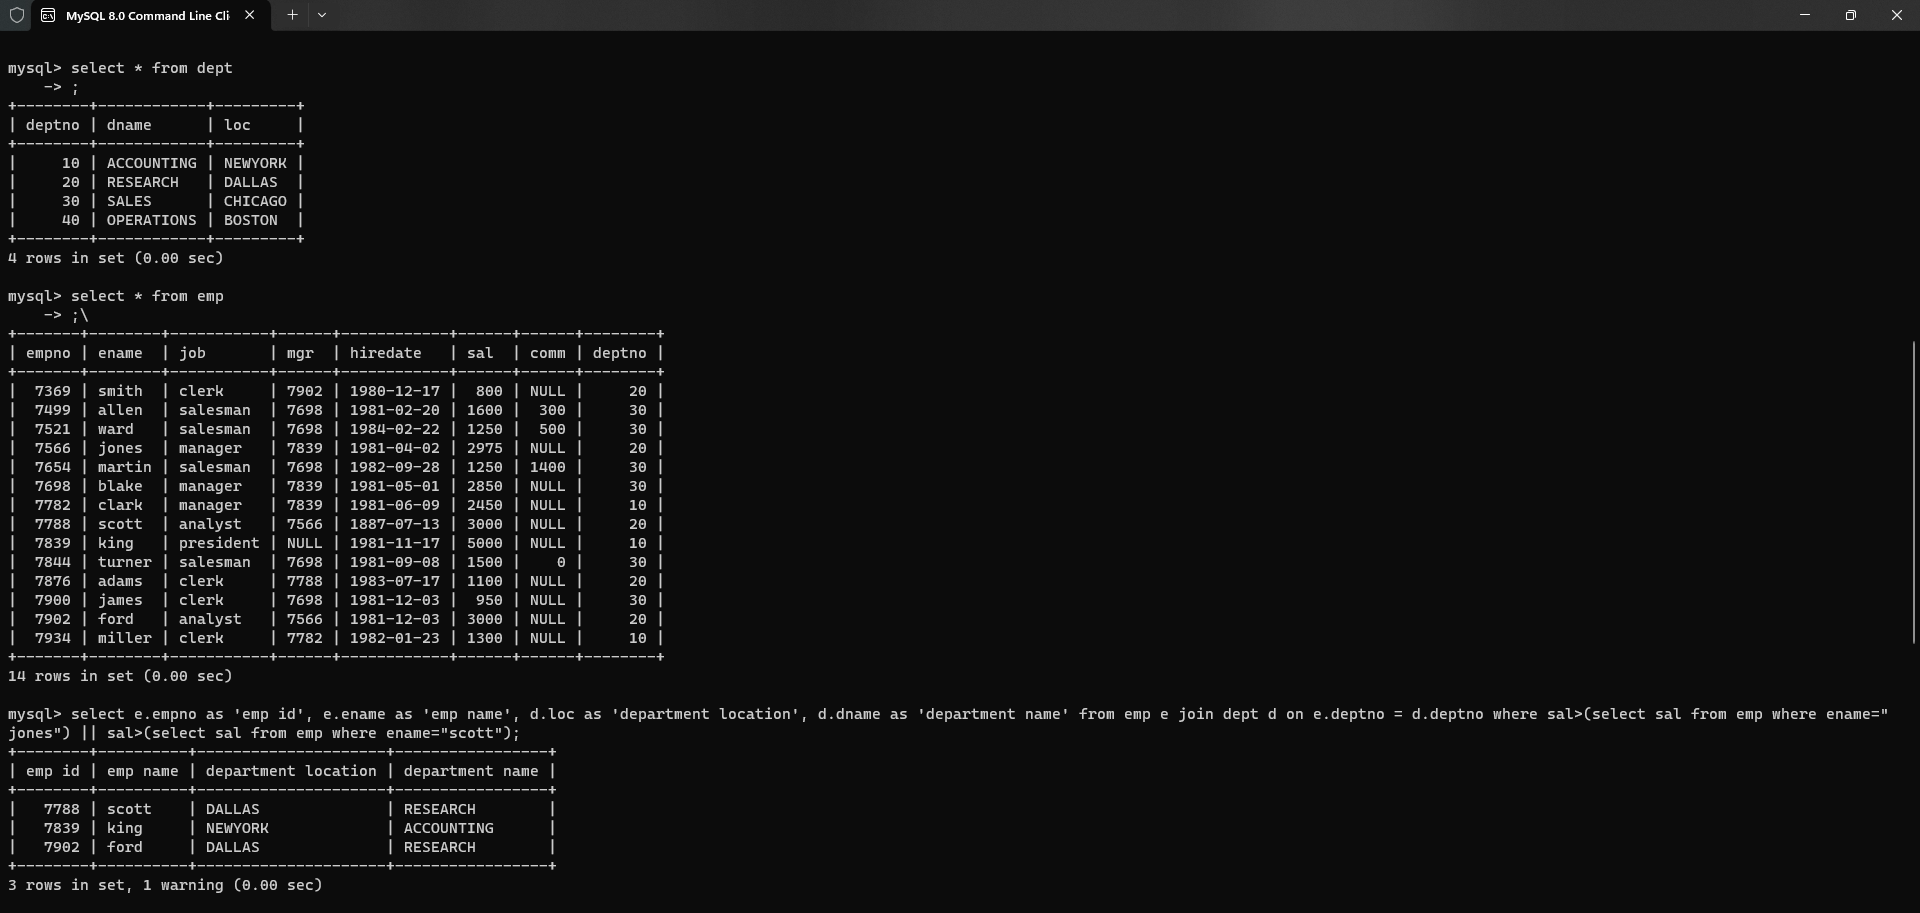 MySQL 8.0 Command Line Cli
mysql> select * from dept
    -> ;
+--------+------------+---------+
| deptno | dname      | loc     |
+--------+------------+---------+
|     10 | ACCOUNTING | NEWYORK |
|     20 | RESEARCH   | DALLAS  |
|     30 | SALES      | CHICAGO |
|     40 | OPERATIONS | BOSTON  |
+--------+------------+---------+
4 rows in set (0.00 sec)
mysql> select * from emp
    -> ;\
+-------+--------+-----------+------+------------+------+------+--------+
| empno | ename  | job       | mgr  | hiredate   | sal  | comm | deptno |
+-------+--------+-----------+------+------------+------+------+--------+
|  7369 | smith  | clerk     | 7902 | 1980-12-17 |  800 | NULL |     20 |
|  7499 | allen  | salesman  | 7698 | 1981-02-20 | 1600 |  300 |     30 |
|  7521 | ward   | salesman  | 7698 | 1984-02-22 | 1250 |  500 |     30 |
|  7566 | jones  | manager   | 7839 | 1981-04-02 | 2975 | NULL |     20 |
|  7654 | martin | salesman  | 7698 | 1982-09-28 | 1250 | 1400 |     30 |
|  7698 | blake  | manager   | 7839 | 1981-05-01 | 2850 | NULL |     30 |
|  7782 | clark  | manager   | 7839 | 1981-06-09 | 2450 | NULL |     10 |
|  7788 | scott  | analyst   | 7566 | 1887-07-13 | 3000 | NULL |     20 |
|  7839 | king   | president | NULL | 1981-11-17 | 5000 | NULL |     10 |
|  7844 | turner | salesman  | 7698 | 1981-09-08 | 1500 |    0 |     30 |
|  7876 | adams  | clerk     | 7788 | 1983-07-17 | 1100 | NULL |     20 |
|  7900 | james  | clerk     | 7698 | 1981-12-03 |  950 | NULL |     30 |
|  7902 | ford   | analyst   | 7566 | 1981-12-03 | 3000 | NULL |     20 |
|  7934 | miller | clerk     | 7782 | 1982-01-23 | 1300 | NULL |     10 |
+-------+--------+-----------+------+------------+------+------+--------+
14 rows in set (0.00 sec)
mysql> select e.empno as 'emp id', e.ename as 'emp name', d.loc as 'department location', d.dname as 'department name' from emp e join dept d on e.deptno = d.deptno where sal>(select sal from emp where ename="
jones") || sal>(select sal from emp where ename="scott");
+--------+----------+---------------------+-----------------+
| emp id | emp name | department location | department name |
+--------+----------+---------------------+-----------------+
|   7788 | scott    | DALLAS              | RESEARCH        |
|   7839 | king     | NEWYORK             | ACCOUNTING      |
|   7902 | ford     | DALLAS              | RESEARCH        |
+--------+----------+---------------------+-----------------+
3 rows in set, 1 warning (0.00 sec)